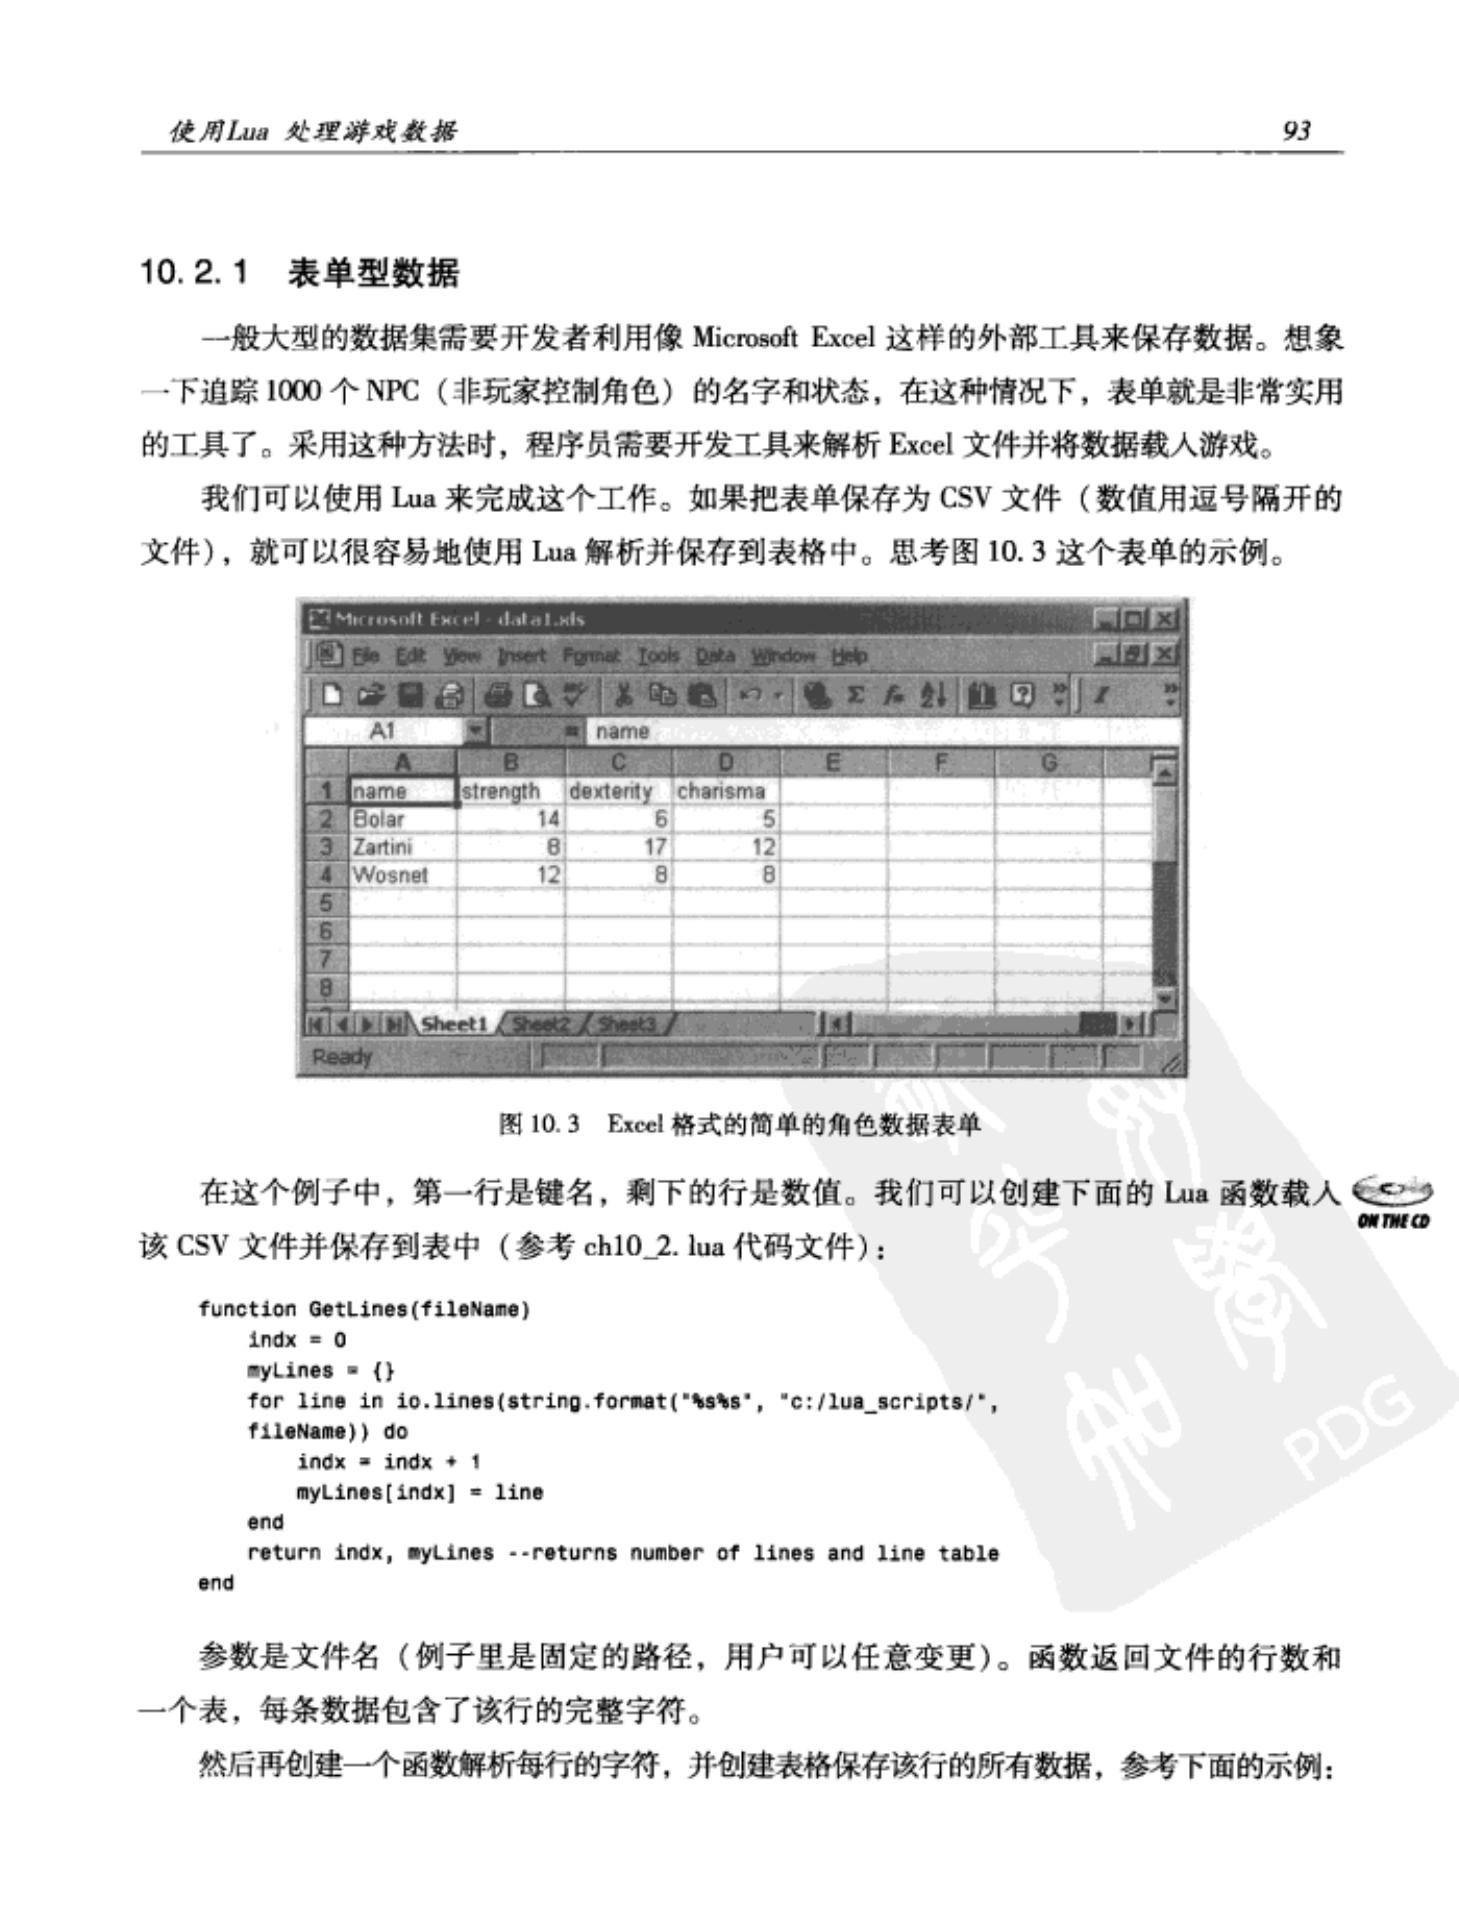 使用Lua 处理游戏数据 93
10.2.1 表单型数据
一般大型的数据集需要开发者利用像 Microsoft Excel 这样的外部工具来保存数据。想象
一下追踪1000 个 NPC（非玩家控制角色）的名字和状态，在这种情况下，表单就是非常实用
的工具了。采用这种方法时，程序员需要开发工具来解析 Excel 文件并将数据载入游戏。
我们可以使用 Lua 来完成这个工作。如果把表单保存为 CSV 文件（数值用逗号隔开的
文件），就可以很容易地使用 Lua 解析并保存到表格中。思考图 10.3 这个表单的示例。
Microsoft Excel - data1.xls
File Edit View Insert Format Tools Data Window Help
A1 = name
A B C D E F G
1 name strength dexterity charisma
2 Bolar 14 6 5
3 Zartini 8 17 12
4 Wosnet 12 8 8
5
6
7
8
Sheet1 Sheet2 Sheet3
Ready
图 10.3 Excel 格式的简单的角色数据表单
在这个例子中，第一行是键名，剩下的行是数值。我们可以创建下面的 Lua 函数载入
ON THE CD
该 CSV 文件并保存到表中（参考 ch10_2.lua 代码文件）：
function GetLines(fileName)
indx = 0
myLines = {}
for line in io.lines(string.format("%s%s", "c:/lua_scripts/",
fileName)) do
indx = indx + 1
myLines[indx] = line
end
return indx, myLines --returns number of lines and line table
end
PDG
参数是文件名（例子里是固定的路径，用户可以任意变更）。函数返回文件的行数和
一个表，每条数据包含了该行的完整字符。
然后再创建一个函数解析每行的字符，并创建表格保存该行的所有数据，参考下面的示例：